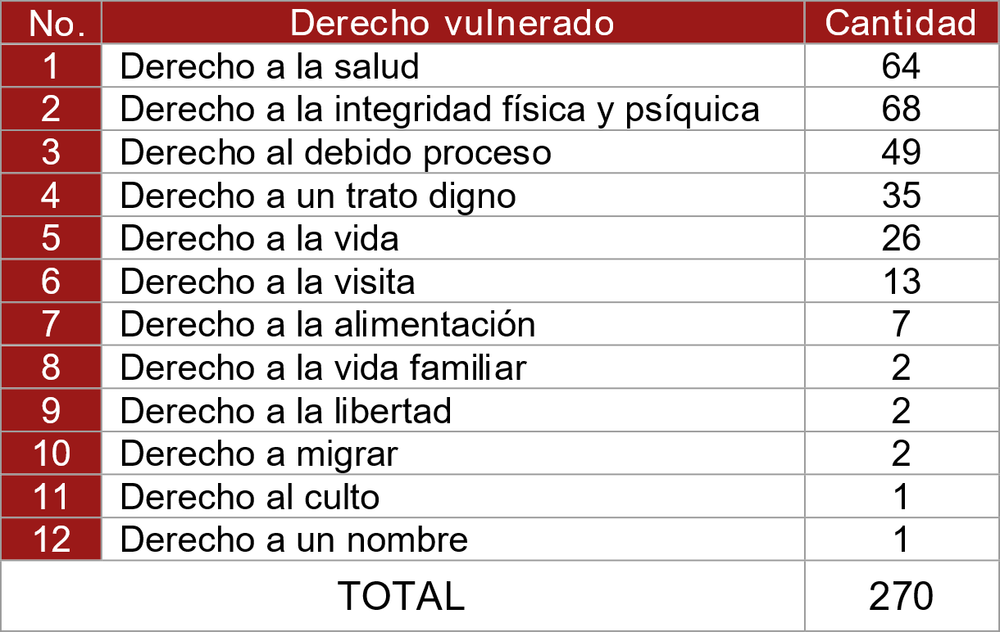 No. Derecho vulnerado Cantidad
1 Derecho a la salud 64
2 Derecho a la integridad física y psíquica 68
3 Derecho al debido proceso 49
4 Derecho a un trato digno 35
5 Derecho a la vida 26
6 Derecho a la visita 13
7 Derecho a la alimentación 7
8 Derecho a la vida familiar 2
9 Derecho a la libertad 2
10 Derecho a migrar 2
11 Derecho al culto 1
12 Derecho a un nombre 1
TOTAL 270